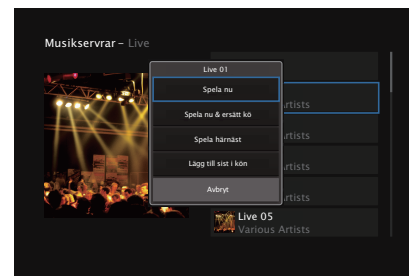 Musikservrar – Live
Live 01
Spela nu
Spela nu & ersätt kö
Spela härnäst
Lägg till sist i kön
Avbryt
Artists
Artists
Artists
Artists
Live 05
Various Artists